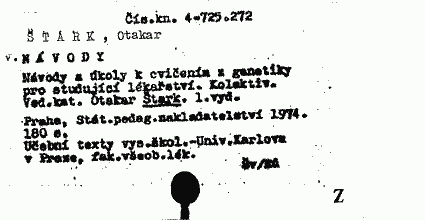 Čís.kn. 4-725.272
ŠTARK, Otakar
v. NÁVODY
Návody a úkoly k cvičením z genetiky
pro studující lékařství. Kolektiv.
Ved.kat. Otakar Štark. 1.vyd.
Praha, Stát.pedag.nakladatelství 1974.
180 s.
Učební texty vys.škol.-Univ.Karlova
v Praze, fak.všeob.lék.
Šv/Zú
Z